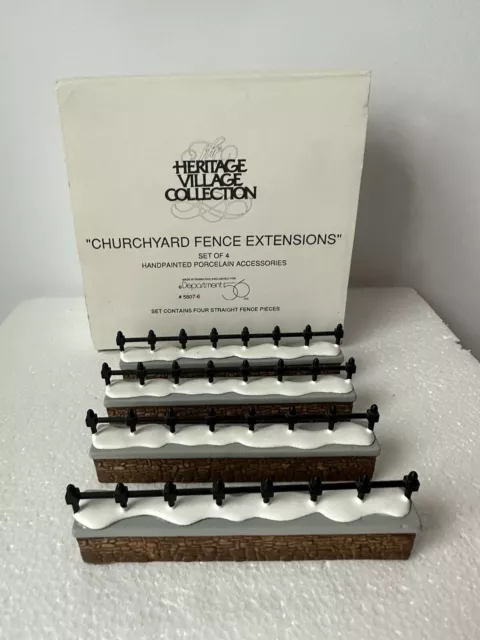 The
HERITAGE
VILLAGE
COLLECTION
"CHURCHYARD FENCE EXTENSIONS"
SET OF 4
HANDPAINTED PORCELAIN ACCESSORIES
Department 56
# 5807-6
SET CONTAINS FOUR STRAIGHT FENCE PIECES